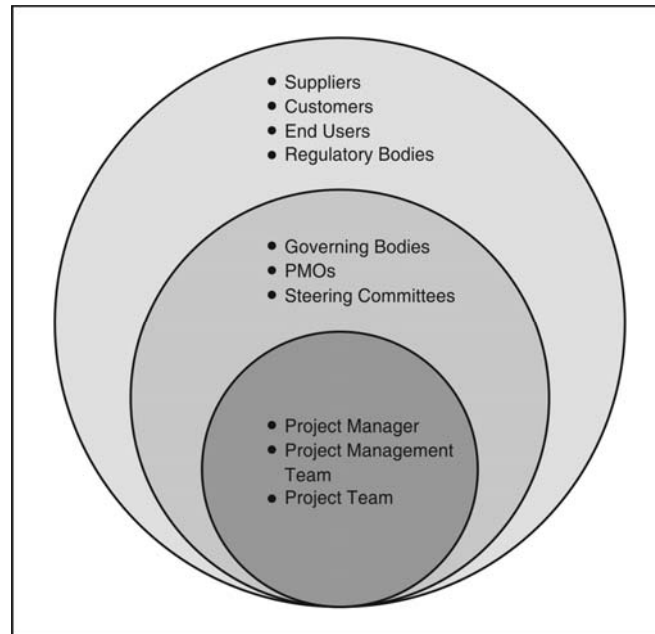 ● Suppliers
● Customers
● End Users
● Regulatory Bodies
● Governing Bodies
● PMOs
● Steering Committees
● Project Manager
● Project Management
Team
● Project Team